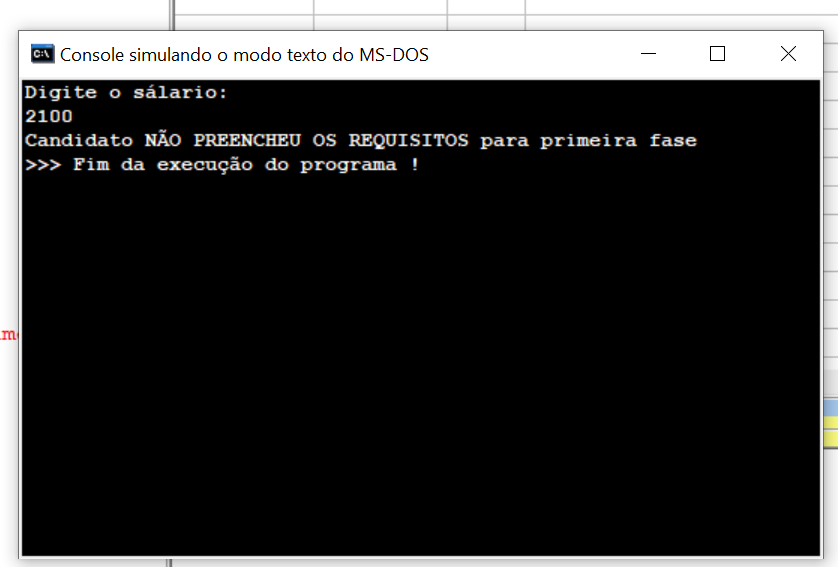 Console simulando o modo texto do MS-DOS
Digite o sálario:
2100
Candidato NÃO PREENCHEU OS REQUISITOS para primeira fase
>>> Fim da execução do programa !